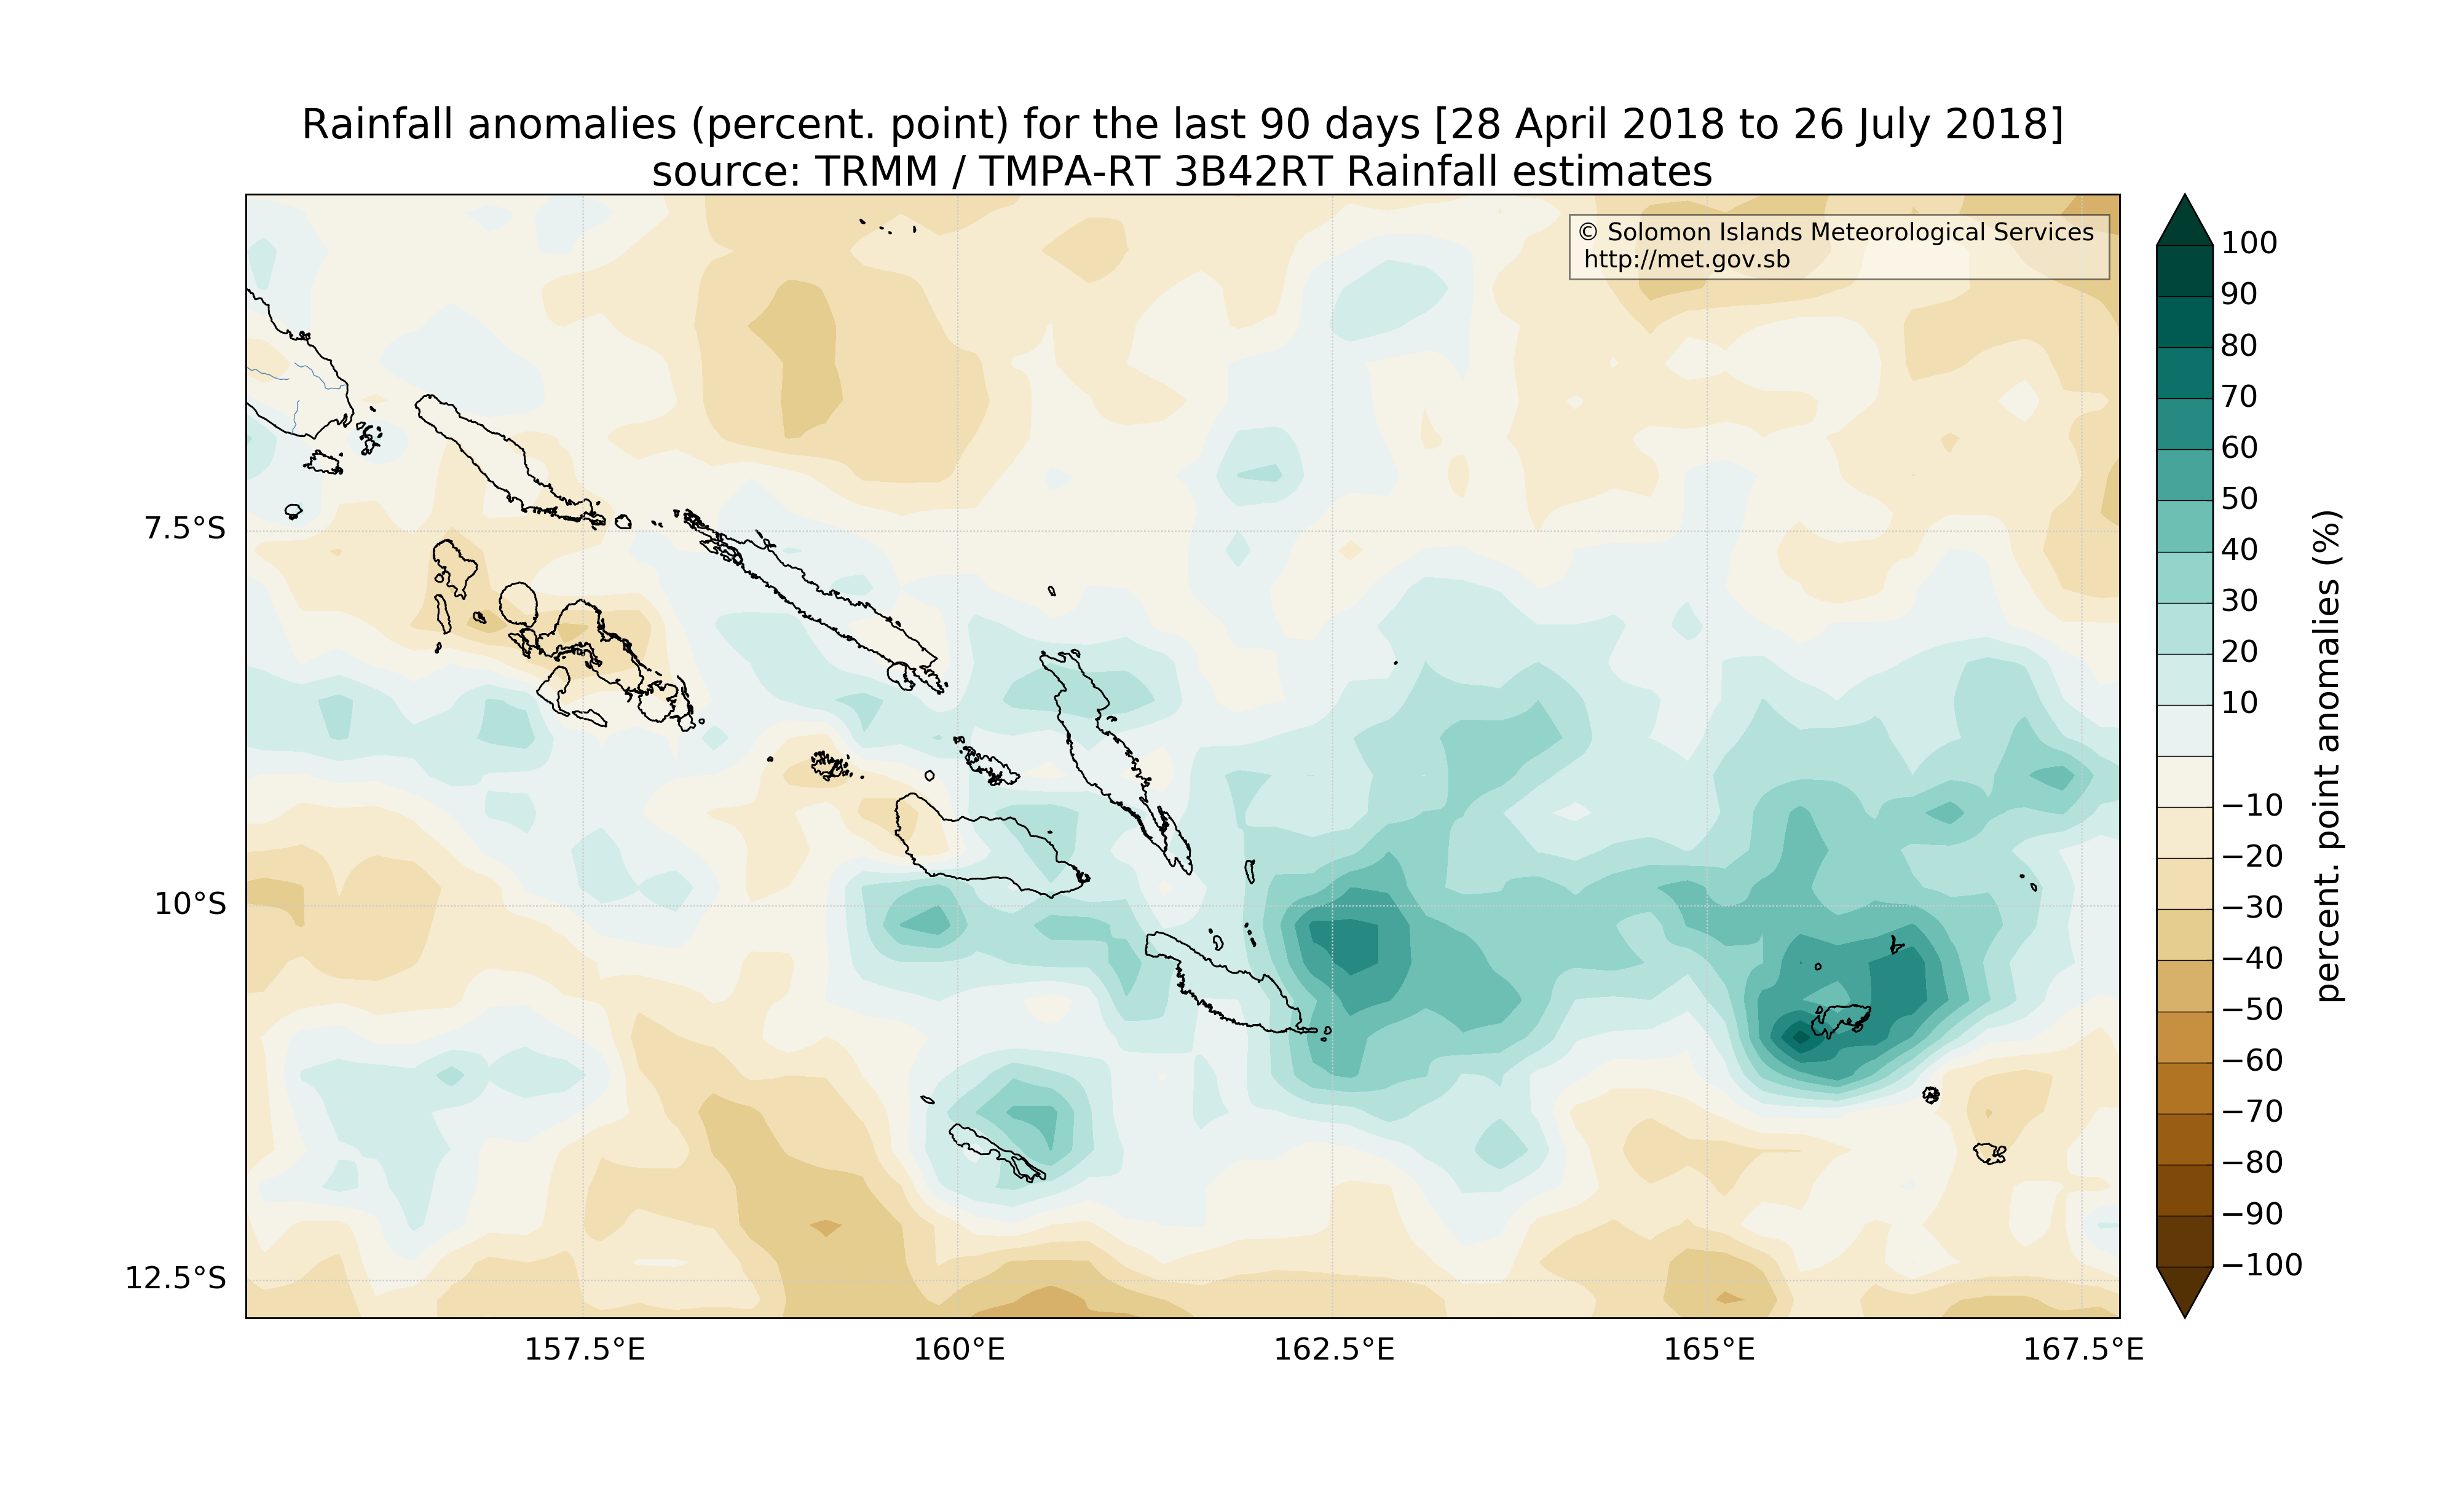 Rainfall anomalies (percent. point) for the last 90 days [28 April 2018 to 26 July 2018]
source: TRMM / TMPA-RT 3B42RT Rainfall estimates
© Solomon Islands Meteorological Services
http://met.gov.sb
7.5°S
10°S
12.5°S
157.5°E
160°E
162.5°E
165°E
167.5°E
100
90
80
70
60
50
40
30
20
10
−10
−20
−30
−40
−50
−60
−70
−80
−90
−100
percent. point anomalies (%)